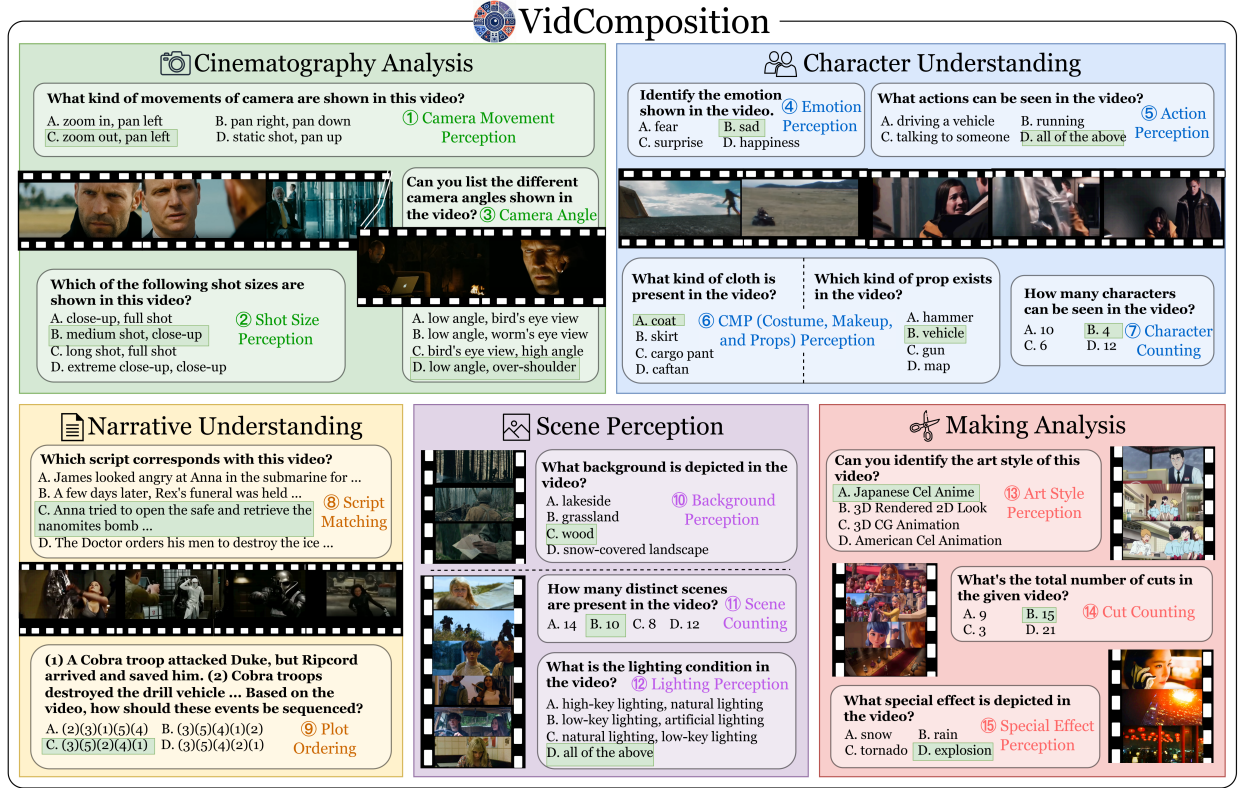 VidComposition
Cinematography Analysis
What kind of movements of camera are shown in this video?
A. zoom in, pan left
B. pan right, pan down
C. zoom out, pan left
D. static shot, pan up
① Camera Movement
Perception
Can you list the different
camera angles shown in
the video? ③ Camera Angle
A. low angle, bird's eye view
B. low angle, worm's eye view
C. bird's eye view, high angle
D. low angle, over-shoulder
Which of the following shot sizes are
shown in this video?
A. close-up, full shot
B. medium shot, close-up
C. long shot, full shot
D. extreme close-up, close-up
② Shot Size
Perception
Character Understanding
Identify the emotion
shown in the video.
A. fear
B. sad
C. surprise
D. happiness
④ Emotion
Perception
What actions can be seen in the video?
A. driving a vehicle
B. running
C. talking to someone
D. all of the above
⑤ Action
Perception
What kind of cloth is
present in the video?
A. coat
B. skirt
C. cargo pant
D. caftan
⑥ CMP (Costume, Makeup,
and Props) Perception
Which kind of prop exists
in the video?
A. hammer
B. vehicle
C. gun
D. map
How many characters
can be seen in the video?
A. 10
B. 4
C. 6
D. 12
⑦ Character
Counting
Narrative Understanding
Which script corresponds with this video?
A. James looked angry at Anna in the submarine for ...
B. A few days later, Rex's funeral was held ...
C. Anna tried to open the safe and retrieve the
nanomites bomb ...
D. The Doctor orders his men to destroy the ice ...
⑧ Script
Matching
(1) A Cobra troop attacked Duke, but Ripcord
arrived and saved him. (2) Cobra troops
destroyed the drill vehicle ... Based on the
video, how should these events be sequenced?
A. (2)(3)(1)(5)(4)
B. (3)(5)(4)(1)(2)
C. (3)(5)(2)(4)(1)
D. (3)(5)(4)(2)(1)
⑨ Plot
Ordering
Scene Perception
What background is depicted in the
video?
A. lakeside
B. grassland
C. wood
D. snow-covered landscape
⑩ Background
Perception
How many distinct scenes
are present in the video?
A. 14 B. 10 C. 8 D. 12
⑪ Scene
Counting
What is the lighting condition in
the video? ⑫ Lighting Perception
A. high-key lighting, natural lighting
B. low-key lighting, artificial lighting
C. natural lighting, low-key lighting
D. all of the above
Making Analysis
Can you identify the art style of this
video?
A. Japanese Cel Anime
B. 3D Rendered 2D Look
C. 3D CG Animation
D. American Cel Animation
⑬ Art Style
Perception
What's the total number of cuts in
the given video?
A. 9
B. 15
C. 3
D. 21
⑭ Cut Counting
What special effect is depicted in
the video?
A. snow
B. rain
C. tornado
D. explosion
⑮ Special Effect
Perception